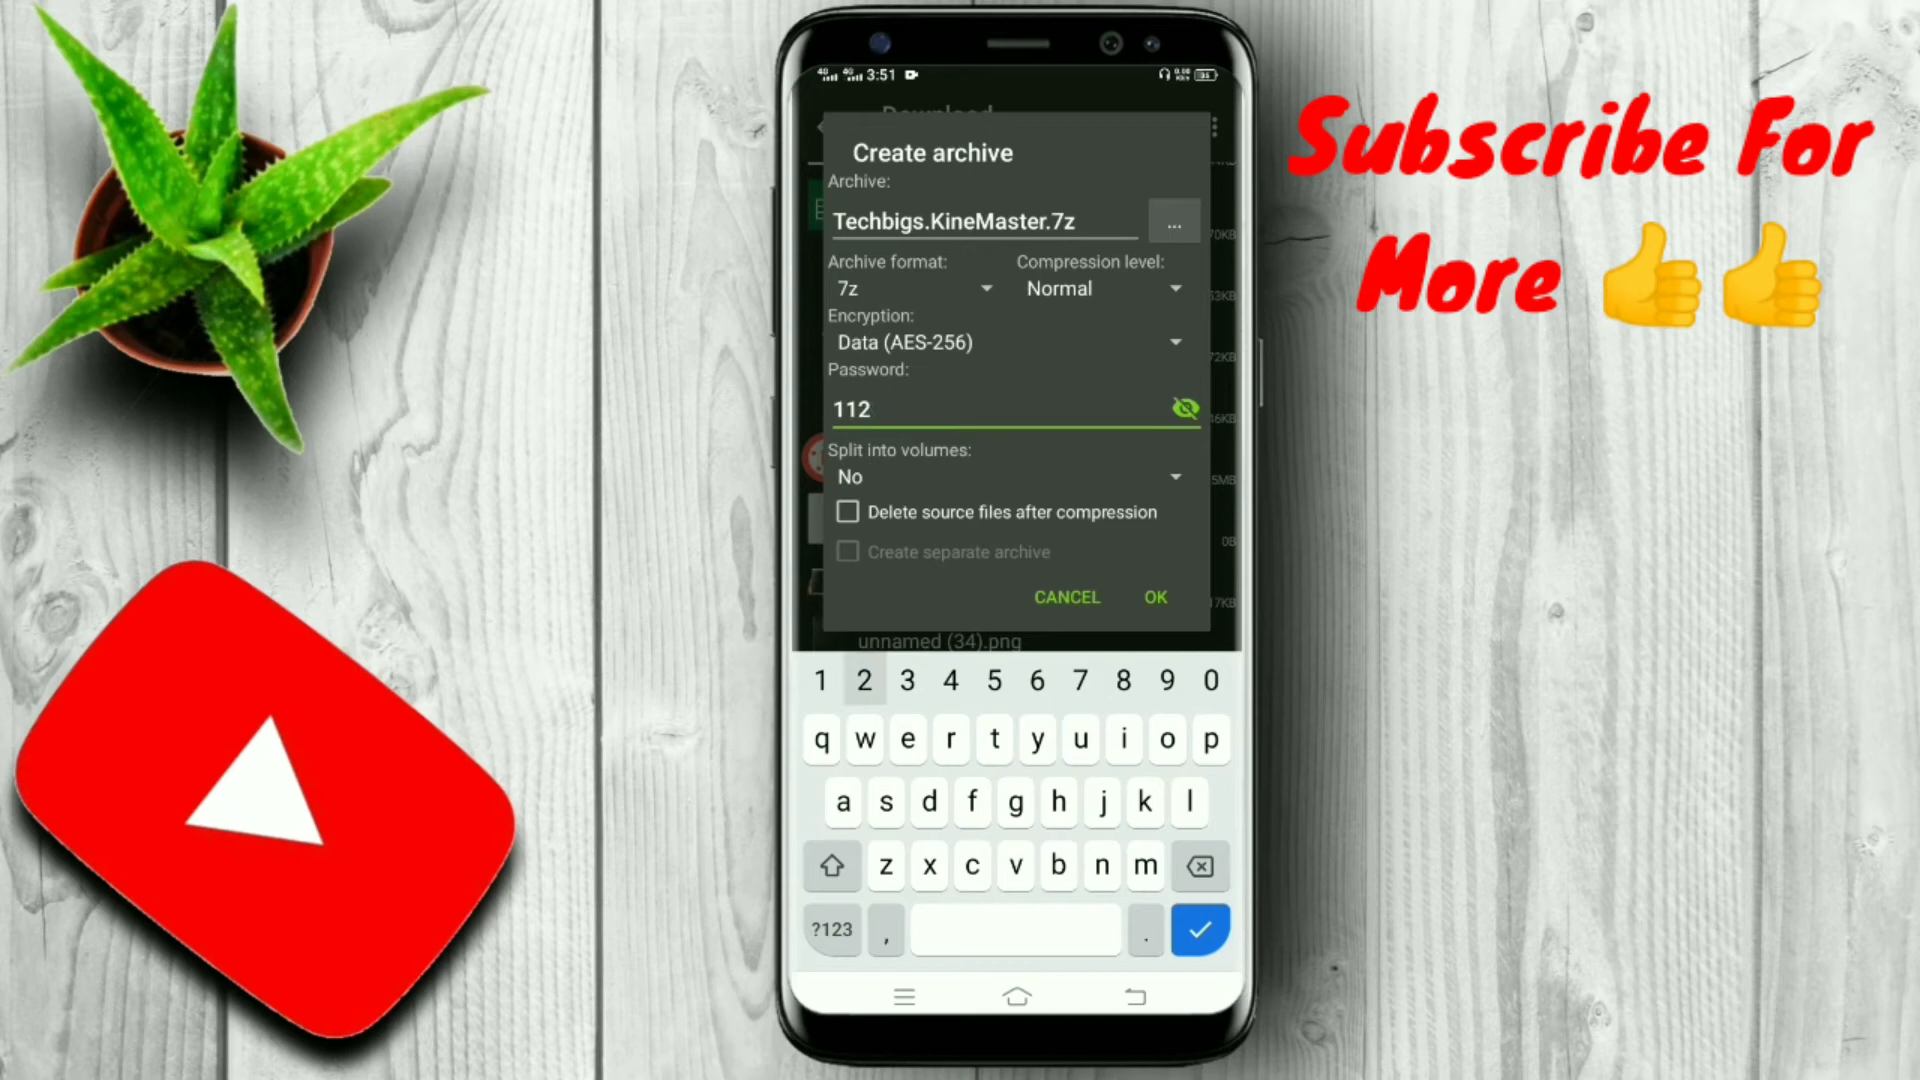 3:51
Download
Create archive
Archive:
Techbigs.KineMaster.7z
...
Archive format: Compression level:
7z Normal
Encryption:
Data (AES-256)
Password:
112
Split into volumes:
No
Delete source files after compression
Create separate archive
CANCEL OK
unnamed (34).png
1 2 3 4 5 6 7 8 9 0
q w e r t y u i o p
a s d f g h j k l
z x c v b n m
?123 , .
Subscribe For
More 👍👍